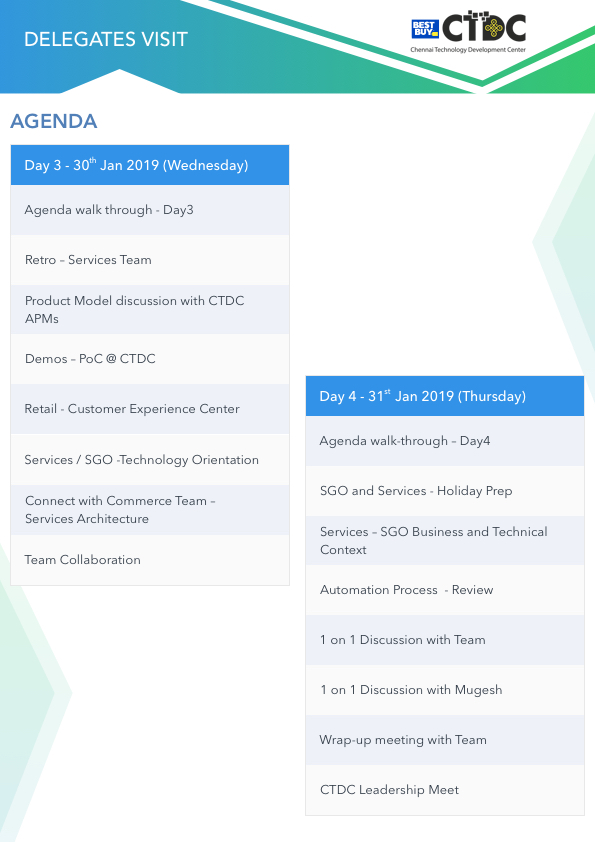 DELEGATES VISIT
BEST
BUY
CTDC
Chennai Technology Development Center
AGENDA
Day 3 - 30th Jan 2019 (Wednesday)
Agenda walk through - Day3
Retro – Services Team
Product Model discussion with CTDC
APMs
Demos – PoC @ CTDC
Retail - Customer Experience Center
Services / SGO -Technology Orientation
Connect with Commerce Team –
Services Architecture
Team Collaboration
Day 4 - 31st Jan 2019 (Thursday)
Agenda walk-through – Day4
SGO and Services - Holiday Prep
Services – SGO Business and Technical
Context
Automation Process  - Review
1 on 1 Discussion with Team
1 on 1 Discussion with Mugesh
Wrap-up meeting with Team
CTDC Leadership Meet